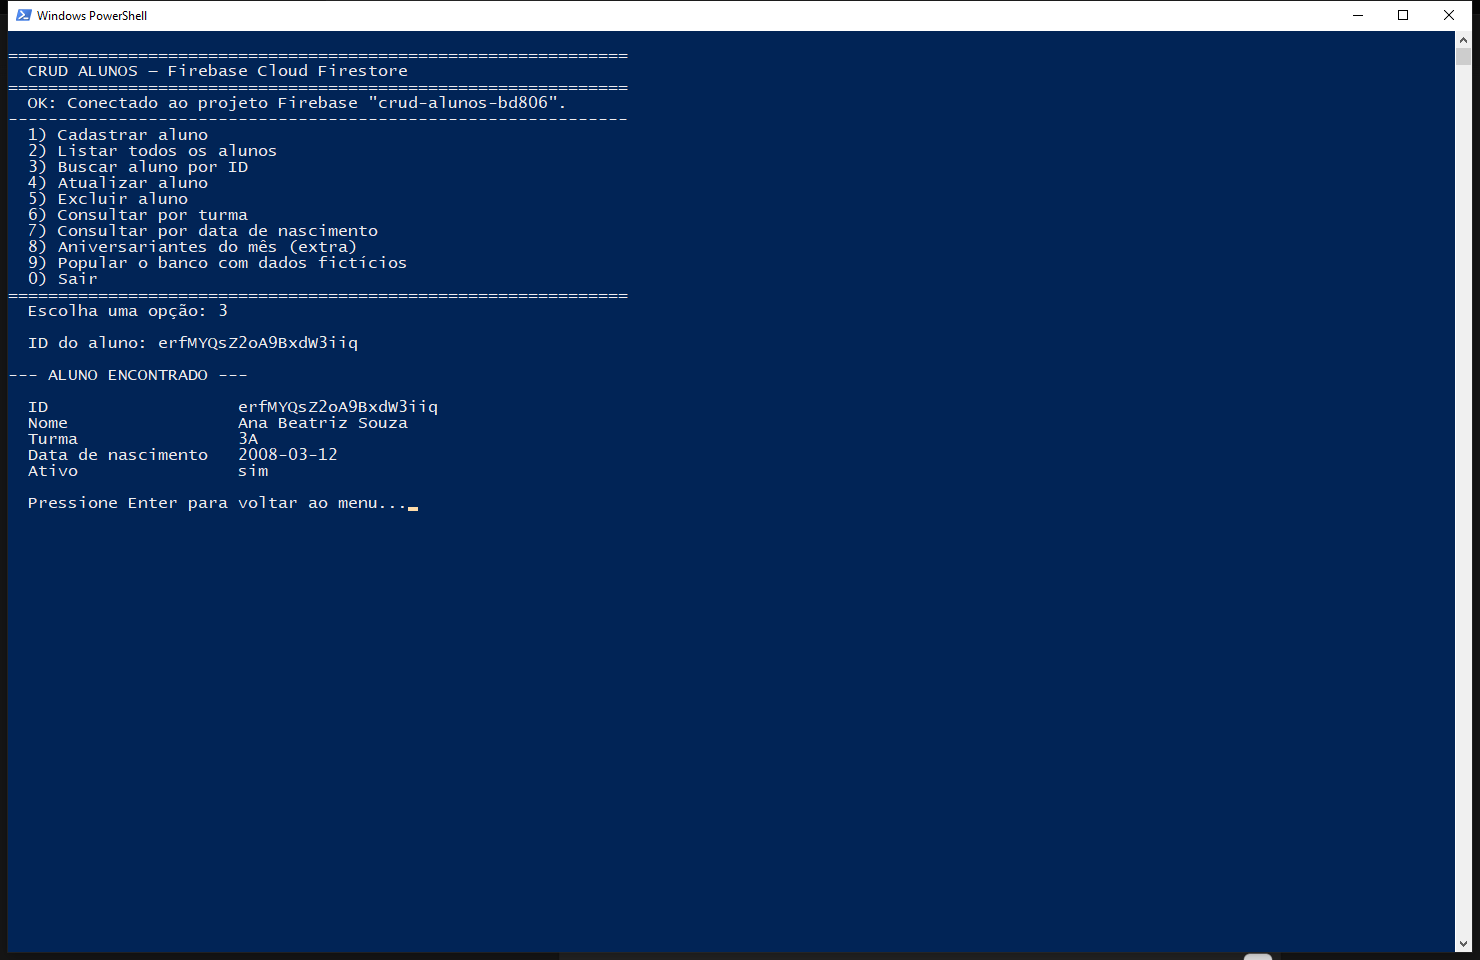 Windows PowerShell
==============================================================
CRUD ALUNOS — Firebase Cloud Firestore
==============================================================
OK: Conectado ao projeto Firebase "crud-alunos-bd806".
--------------------------------------------------------------
1) Cadastrar aluno
2) Listar todos os alunos
3) Buscar aluno por ID
4) Atualizar aluno
5) Excluir aluno
6) Consultar por turma
7) Consultar por data de nascimento
8) Aniversariantes do mês (extra)
9) Popular o banco com dados fictícios
0) Sair
==============================================================
Escolha uma opção: 3
ID do aluno: erfMYQsZ2oA9BxdW3iiq
--- ALUNO ENCONTRADO ---
ID erfMYQsZ2oA9BxdW3iiq
Nome Ana Beatriz Souza
Turma 3A
Data de nascimento 2008-03-12
Ativo sim
Pressione Enter para voltar ao menu...